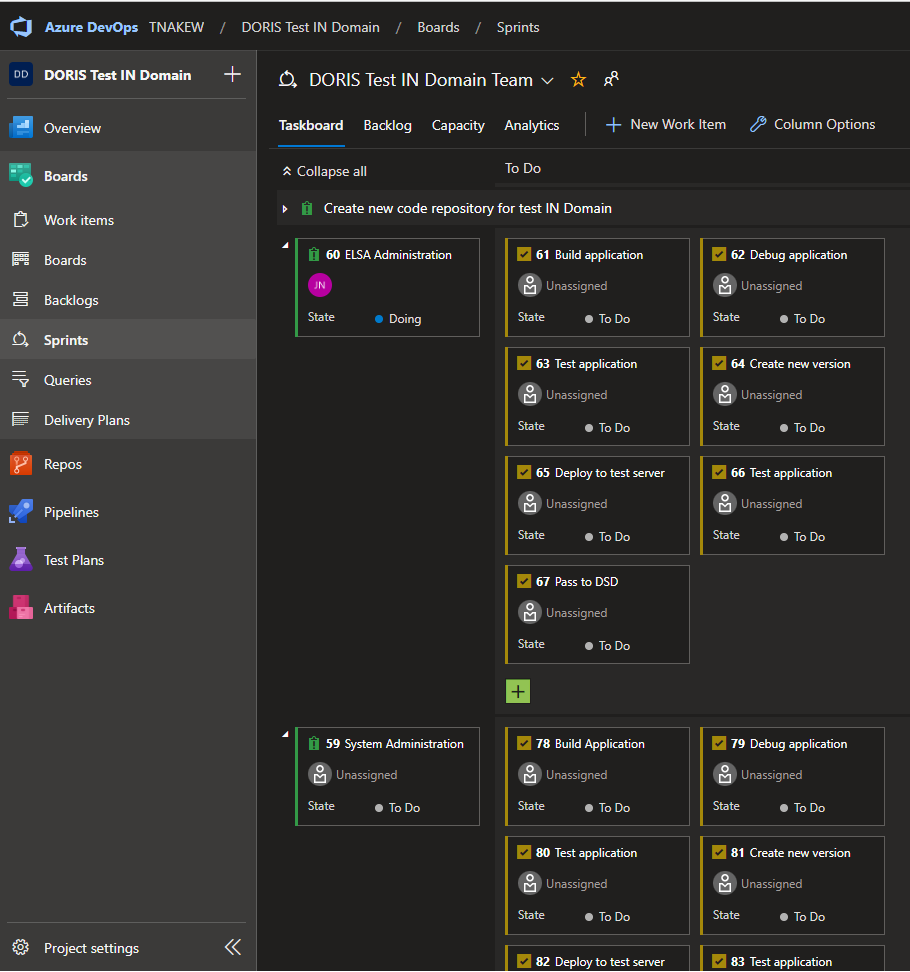 Azure DevOps TNAKEW / DORIS Test IN Domain / Boards / Sprints
DD DORIS Test IN Domain
Overview
Boards
Work items
Boards
Backlogs
Sprints
Queries
Delivery Plans
Repos
Pipelines
Test Plans
Artifacts
Project settings
DORIS Test IN Domain Team
Taskboard Backlog Capacity Analytics New Work Item Column Options
Collapse all To Do
Create new code repository for test IN Domain
60 ELSA Administration
JN
State Doing
61 Build application
Unassigned
State To Do
62 Debug application
Unassigned
State To Do
63 Test application
Unassigned
State To Do
64 Create new version
Unassigned
State To Do
65 Deploy to test server
Unassigned
State To Do
66 Test application
Unassigned
State To Do
67 Pass to DSD
Unassigned
State To Do
59 System Administration
Unassigned
State To Do
78 Build Application
Unassigned
State To Do
79 Debug application
Unassigned
State To Do
80 Test application
Unassigned
State To Do
81 Create new version
Unassigned
State To Do
82 Deploy to test server
83 Test application